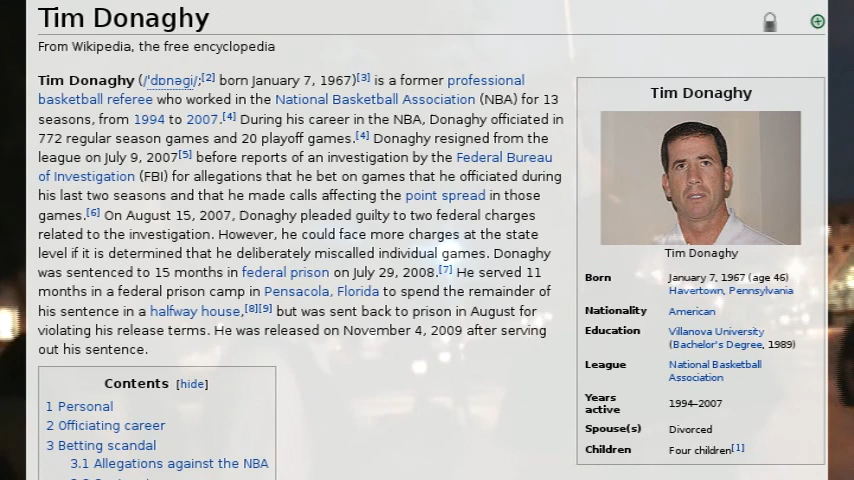 Tim Donaghy
From Wikipedia, the free encyclopedia
Tim Donaghy (/ˈdɒnəɡi/;[2] born January 7, 1967)[3] is a former professional
basketball referee who worked in the National Basketball Association (NBA) for 13
seasons, from 1994 to 2007.[4] During his career in the NBA, Donaghy officiated in
772 regular season games and 20 playoff games.[4] Donaghy resigned from the
league on July 9, 2007[5] before reports of an investigation by the Federal Bureau
of Investigation (FBI) for allegations that he bet on games that he officiated during
his last two seasons and that he made calls affecting the point spread in those
games.[6] On August 15, 2007, Donaghy pleaded guilty to two federal charges
related to the investigation. However, he could face more charges at the state
level if it is determined that he deliberately miscalled individual games. Donaghy
was sentenced to 15 months in federal prison on July 29, 2008.[7] He served 11
months in a federal prison camp in Pensacola, Florida to spend the remainder of
his sentence in a halfway house,[8][9] but was sent back to prison in August for
violating his release terms. He was released on November 4, 2009 after serving
out his sentence.
Contents [hide]
1 Personal
2 Officiating career
3 Betting scandal
3.1 Allegations against the NBA
Tim Donaghy
Tim Donaghy
Born January 7, 1967 (age 46)
Havertown, Pennsylvania
Nationality American
Education Villanova University
(Bachelor's Degree, 1989)
League National Basketball
Association
Years
active 1994–2007
Spouse(s) Divorced
Children Four children[1]